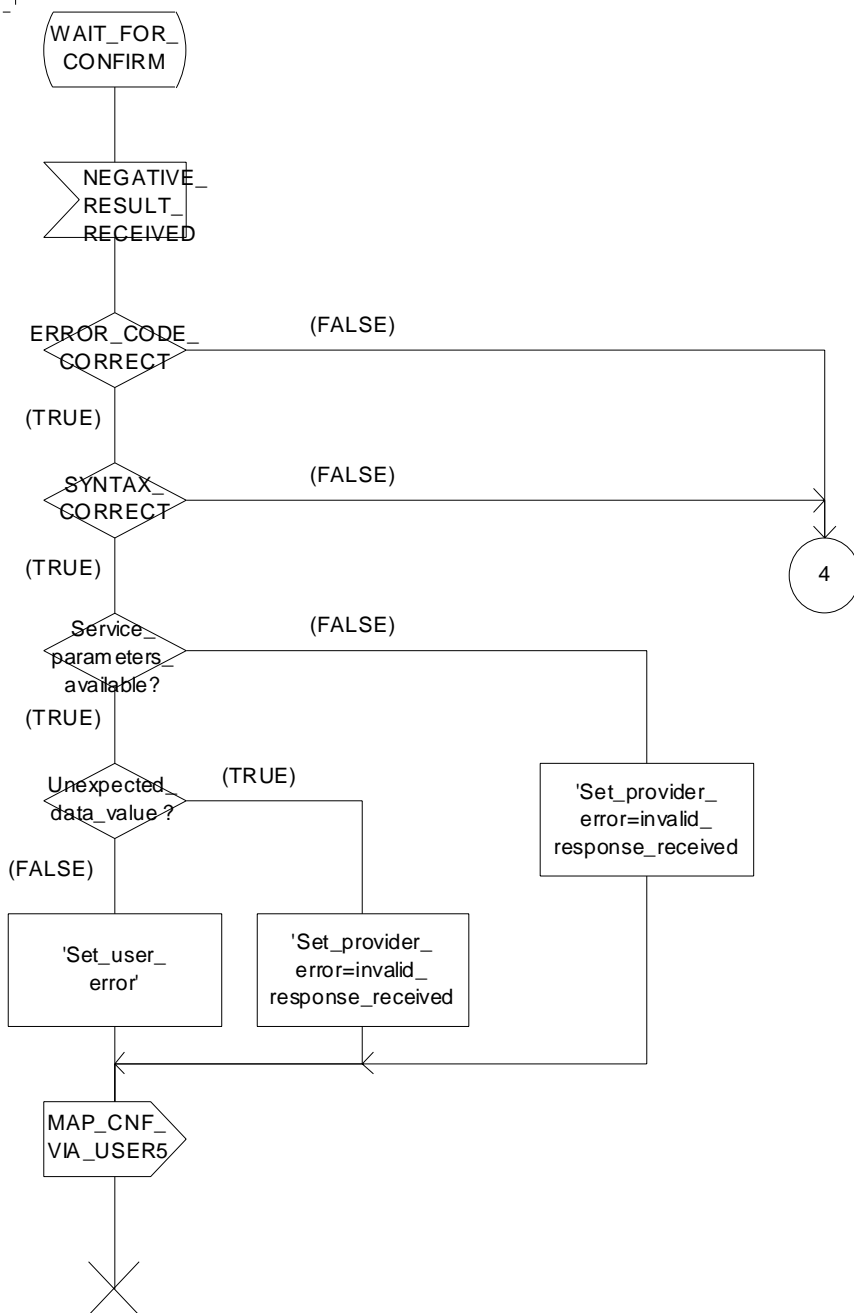 WAIT_FOR_
CONFIRM
NEGATIVE_
RESULT_
RECEIVED
ERROR_CODE_
CORRECT
(FALSE)
(TRUE)
SYNTAX_
CORRECT
(FALSE)
4
(TRUE)
Service_
parameters_
available?
(FALSE)
(TRUE)
Unexpected_
data_value ?
(TRUE)
'Set_provider_
error=invalid_
response_received
(FALSE)
'Set_user_
error'
'Set_provider_
error=invalid_
response_received
MAP_CNF_
VIA_USER5